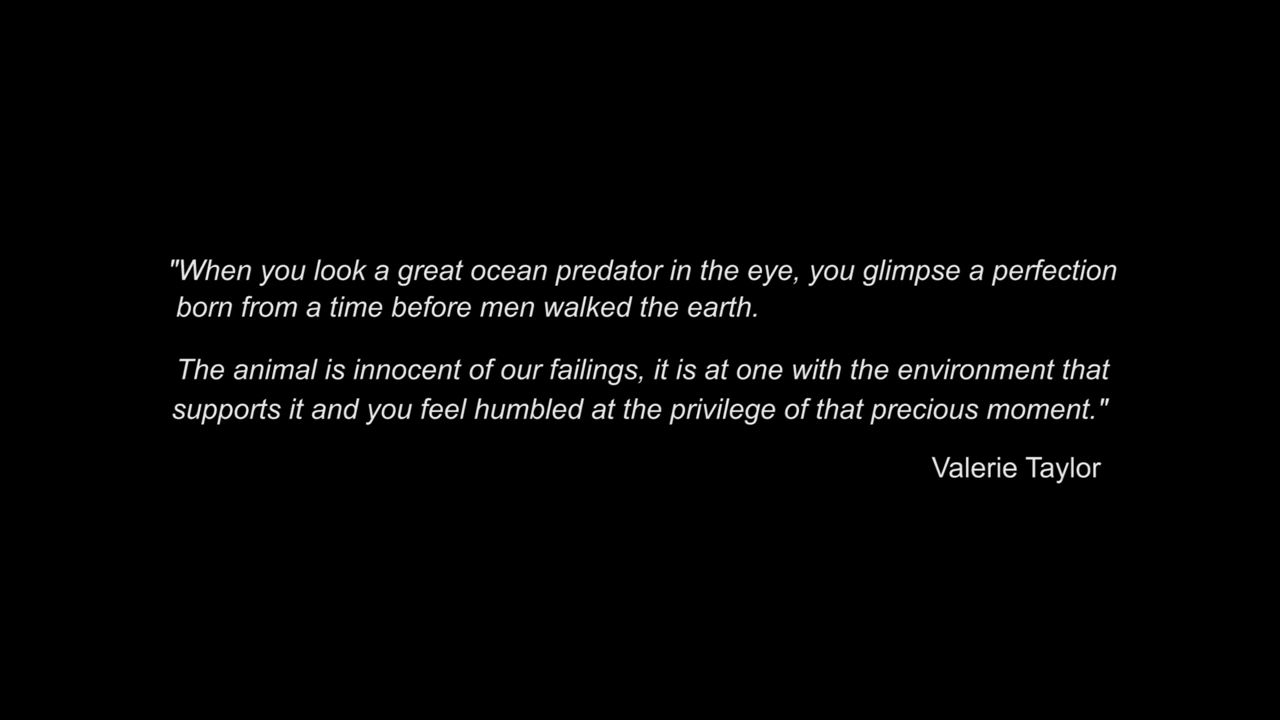 "When you look a great ocean predator in the eye, you glimpse a perfection
born from a time before men walked the earth.
The animal is innocent of our failings, it is at one with the environment that
supports it and you feel humbled at the privilege of that precious moment."
Valerie Taylor